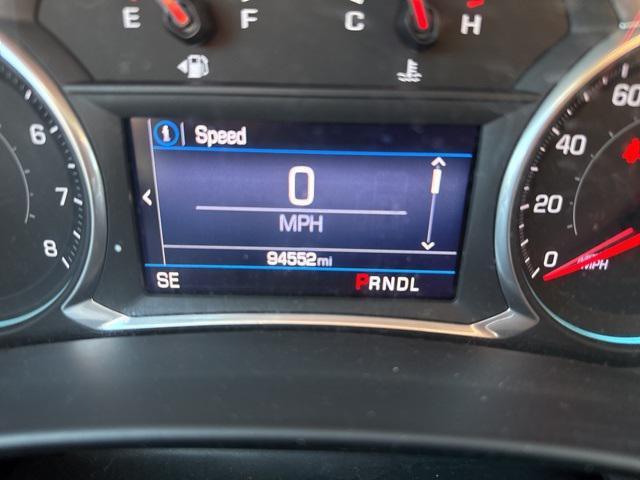 E F C H
6
7
8
i Speed
0
MPH
94552mi
SE PRNDL
60
40
20
0
MPH